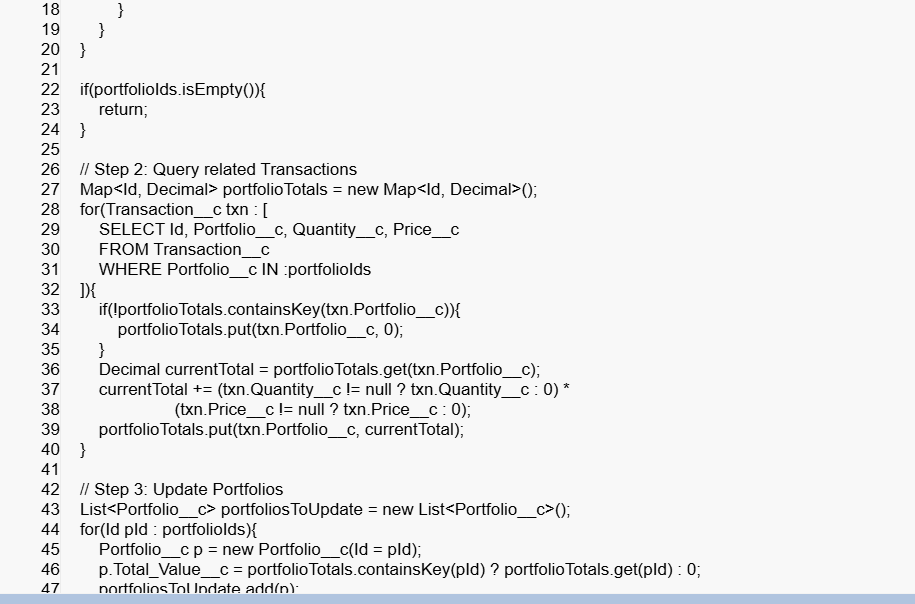 18 }
19 }
20 }
21
22 if(portfolioIds.isEmpty()){
23 return;
24 }
25
26 // Step 2: Query related Transactions
27 Map<Id, Decimal> portfolioTotals = new Map<Id, Decimal>();
28 for(Transaction__c txn : [
29 SELECT Id, Portfolio__c, Quantity__c, Price__c
30 FROM Transaction__c
31 WHERE Portfolio__c IN :portfolioIds
32 ]){
33 if(!portfolioTotals.containsKey(txn.Portfolio__c)){
34 portfolioTotals.put(txn.Portfolio__c, 0);
35 }
36 Decimal currentTotal = portfolioTotals.get(txn.Portfolio__c);
37 currentTotal += (txn.Quantity__c != null ? txn.Quantity__c : 0) *
38 (txn.Price__c != null ? txn.Price__c : 0);
39 portfolioTotals.put(txn.Portfolio__c, currentTotal);
40 }
41
42 // Step 3: Update Portfolios
43 List<Portfolio__c> portfoliosToUpdate = new List<Portfolio__c>();
44 for(Id pId : portfolioIds){
45 Portfolio__c p = new Portfolio__c(Id = pId);
46 p.Total_Value__c = portfolioTotals.containsKey(pId) ? portfolioTotals.get(pId) : 0;
47 portfoliosToUpdate.add(p);